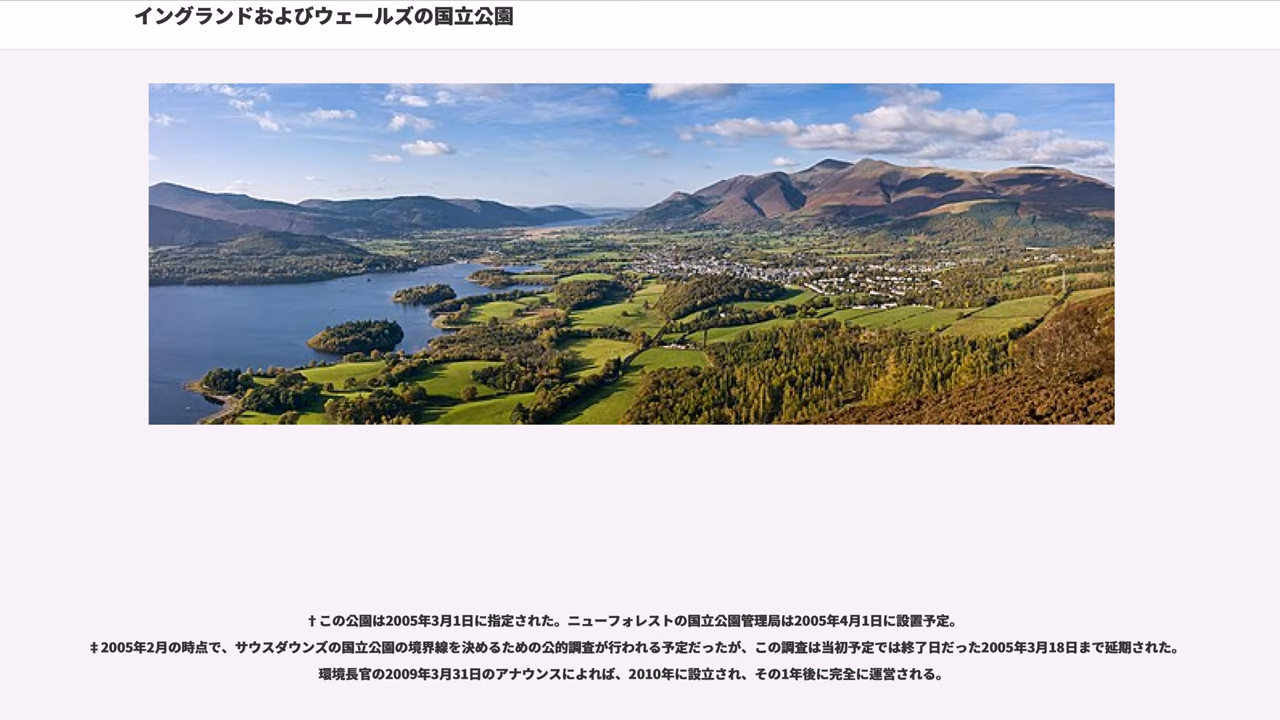 イングランドおよびウェールズの国立公園
†この公園は2005年3月1日に指定された。ニューフォレストの国立公園管理局は2005年4月1日に設置予定。
‡2005年2月の時点で、サウスダウンズの国立公園の境界線を決めるための公的調査が行われる予定だったが、この調査は当初予定では終了日だった2005年3月18日まで延期された。
環境長官の2009年3月31日のアナウンスによれば、2010年に設立され、その1年後に完全に運営される。